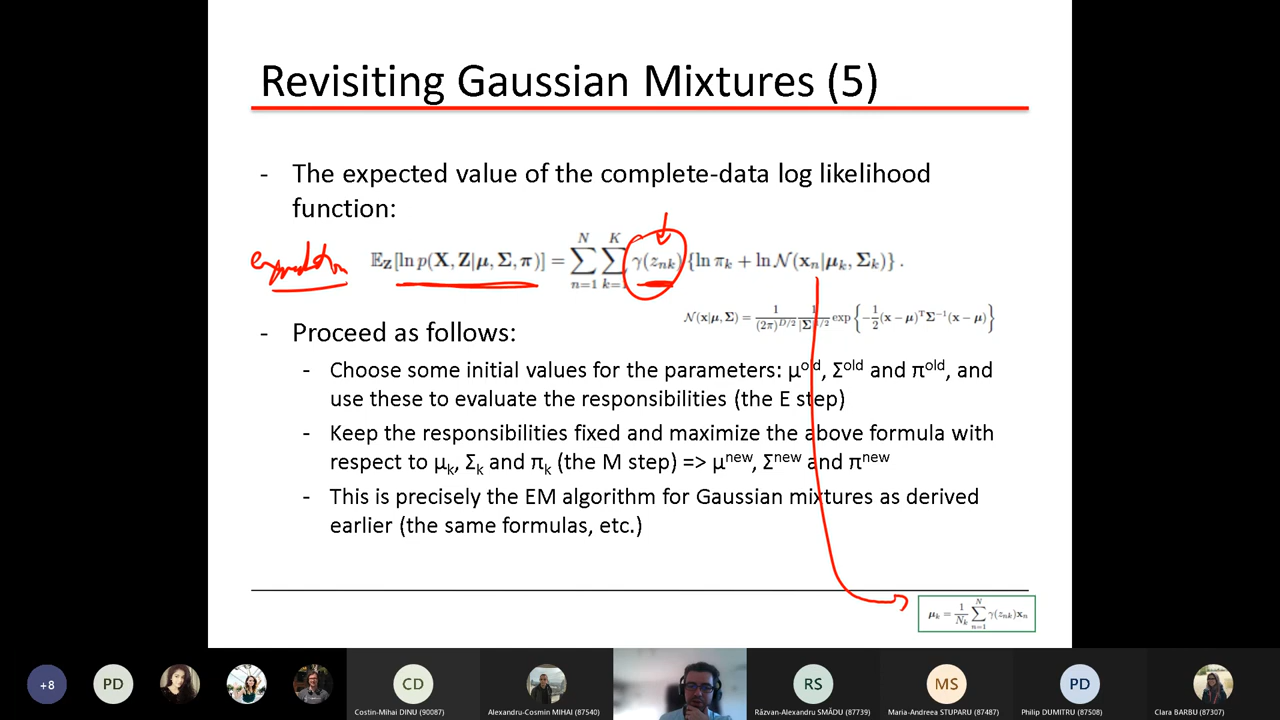 Revisiting Gaussian Mixtures (5)
- The expected value of the complete-data log likelihood
function:
expectation
𝔼_Z[ln p(X, Z|μ, Σ, π)] = ∑_{n=1}^{N} ∑_{k=1}^{K} γ(z_{nk}) {ln π_k + ln 𝒩(x_n|μ_k, Σ_k)} .
𝒩(x|μ, Σ) = 1/(2π)^{D/2} 1/|Σ|^{1/2} exp{−1/2 (x − μ)^T Σ^{−1}(x − μ)}
- Proceed as follows:
- Choose some initial values for the parameters: μ^{old}, Σ^{old} and π^{old}, and
use these to evaluate the responsibilities (the E step)
- Keep the responsibilities fixed and maximize the above formula with
respect to μ_k, Σ_k and π_k (the M step) => μ^{new}, Σ^{new} and π^{new}
- This is precisely the EM algorithm for Gaussian mixtures as derived
earlier (the same formulas, etc.)
μ_k = 1/N_k ∑_{n=1}^{N} γ(z_{nk})x_n
+8 PD CD RS MS PD
Costin-Mihai DINU (90087) Alexandru-Cosmin MIHAI (87540) Răzvan-Alexandru SMĂDU (87739) Maria-Andreea STUPARU (87487) Philip DUMITRU (87508) Clara BARBU (87307)